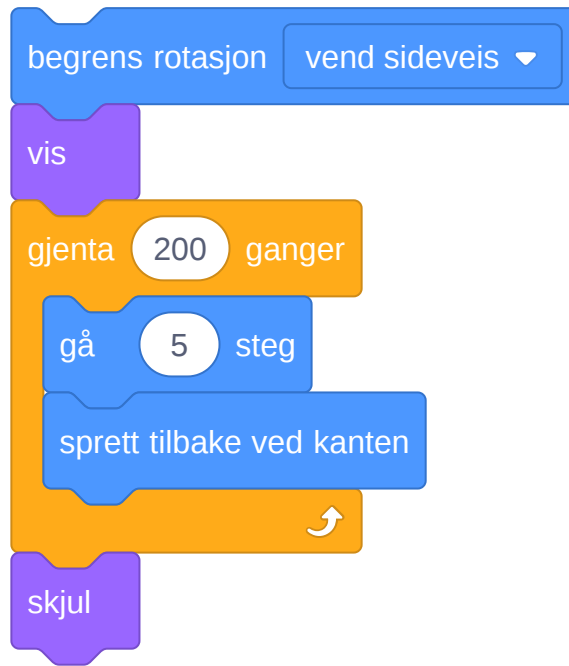 begrens rotasjon vend sideveis
vis
gjenta 200 ganger
gå 5 steg
sprett tilbake ved kanten
skjul